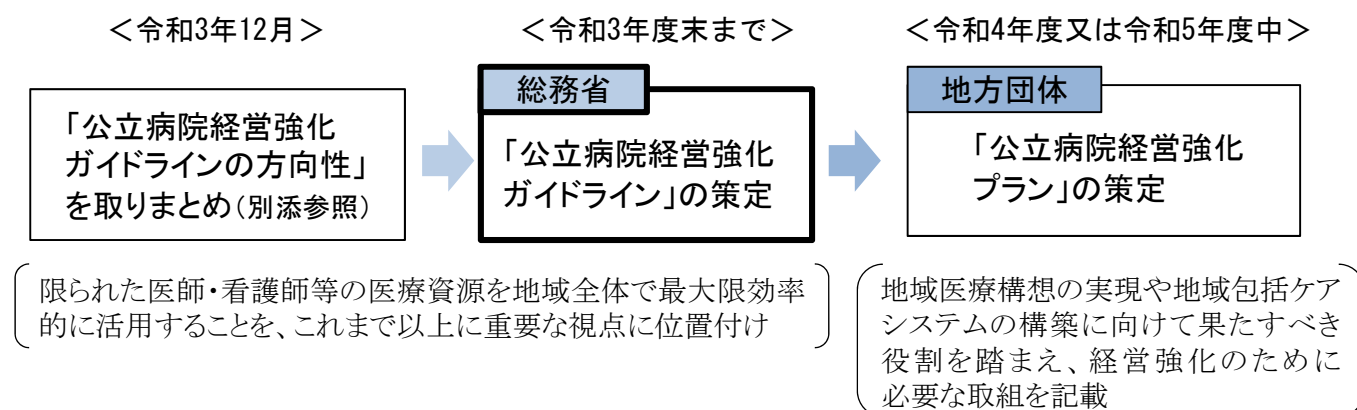 ＜令和3年12月＞
＜令和3年度末まで＞
＜令和4年度又は令和5年度中＞
「公立病院経営強化
ガイドラインの方向性」
を取りまとめ（別添参照）
総務省
「公立病院経営強化
ガイドライン」の策定
地方団体
「公立病院経営強化
プラン」の策定
限られた医師・看護師等の医療資源を地域全体で最大限効率
的に活用することを、これまで以上に重要な視点に位置付け
地域医療構想の実現や地域包括ケア
システムの構築に向けて果たすべき
役割を踏まえ、経営強化のために
必要な取組を記載